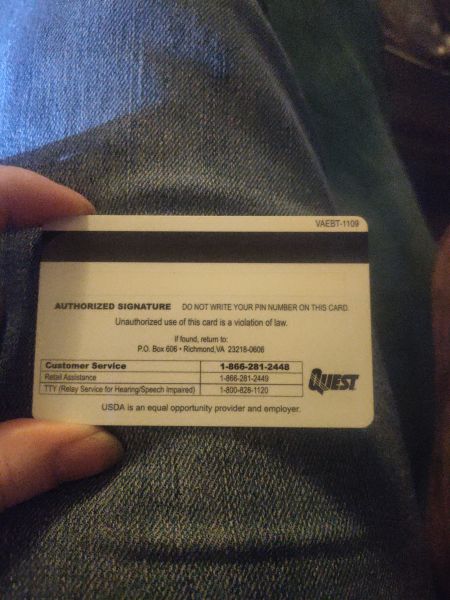 VAEBT-1109
AUTHORIZED SIGNATURE DO NOT WRITE YOUR PIN NUMBER ON THIS CARD.
Unauthorized use of this card is a violation of law.
If found, return to:
P.O. Box 606 • Richmond,VA 23218-0606
Customer Service 1-866-281-2448
Retail Assistance 1-866-281-2449
TTY (Relay Service for Hearing/Speech Impaired) 1-800-828-1120
QUEST
USDA is an equal opportunity provider and employer.